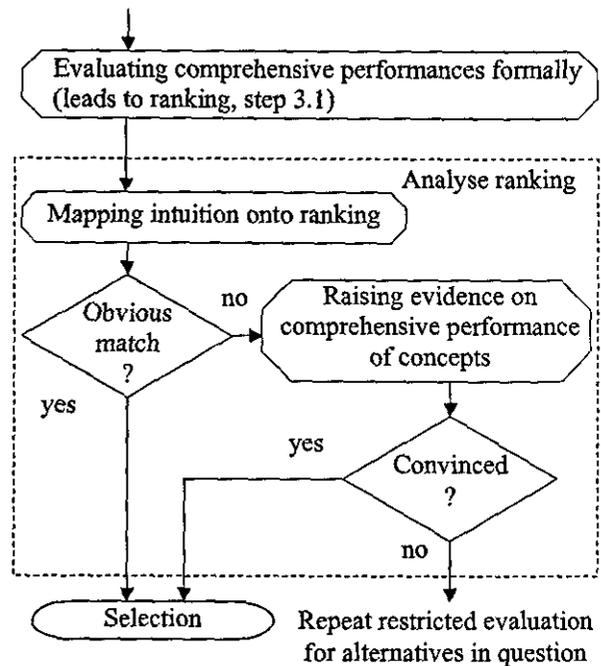 Evaluating comprehensive performances formally
(leads to ranking, step 3.1)
Analyse ranking
Mapping intuition onto ranking
Obvious
match
?
no
Raising evidence on
comprehensive performance
of concepts
yes
yes
Convinced
?
no
Selection
Repeat restricted evaluation
for alternatives in question